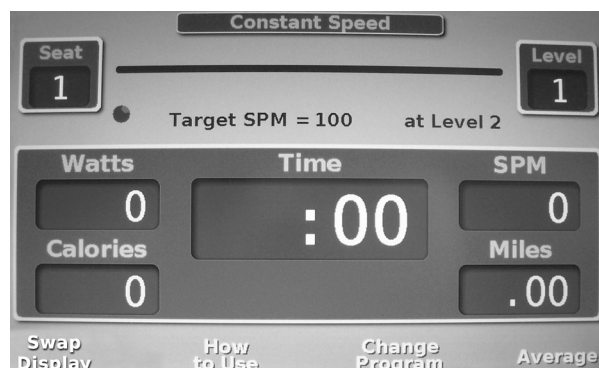 Constant Speed
Seat
1
Level
1
Target SPM = 100 at Level 2
Watts
0
Time
:00
SPM
0
Calories
0
Miles
.00
Swap
Display
How
to Use
Change
Program
Average